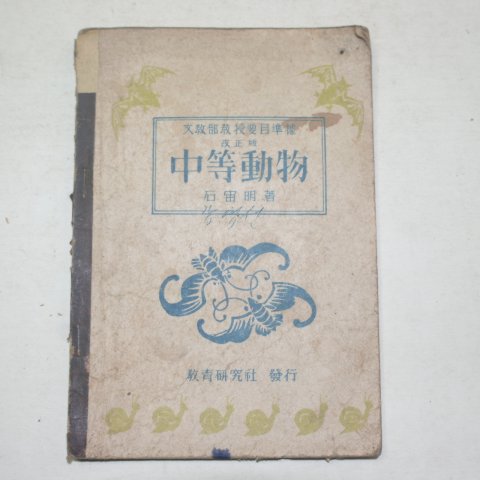 文敎部敎授要目準據
改正版
中等動物
石宙明著
敎育硏究社 發行